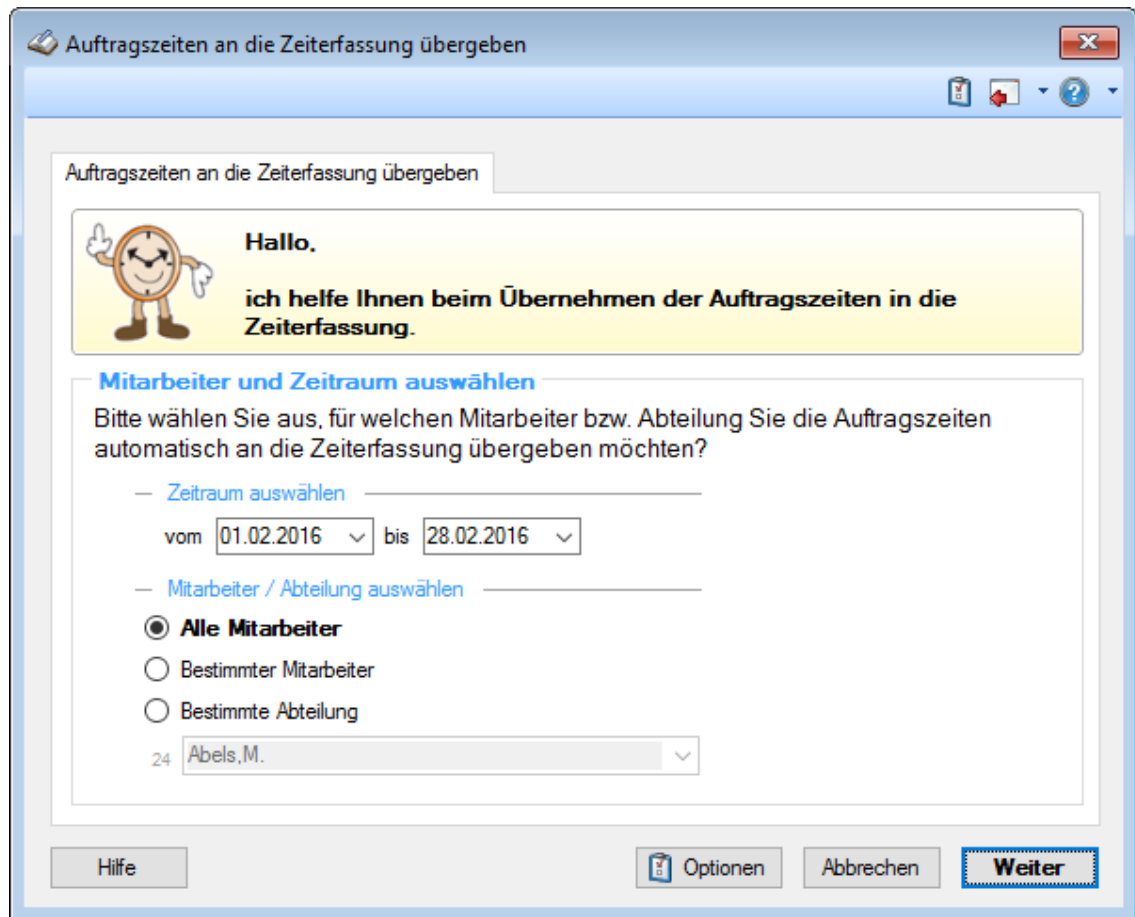 Auftragszeiten an die Zeiterfassung übergeben
Auftragszeiten an die Zeiterfassung übergeben
Hallo,
ich helfe Ihnen beim Übernehmen der Auftragszeiten in die
Zeiterfassung.
Mitarbeiter und Zeitraum auswählen
Bitte wählen Sie aus, für welchen Mitarbeiter bzw. Abteilung Sie die Auftragszeiten
automatisch an die Zeiterfassung übergeben möchten?
Zeitraum auswählen
vom 01.02.2016 bis 28.02.2016
Mitarbeiter / Abteilung auswählen
Alle Mitarbeiter
Bestimmter Mitarbeiter
Bestimmte Abteilung
24 Abels,M.
Hilfe Optionen Abbrechen Weiter